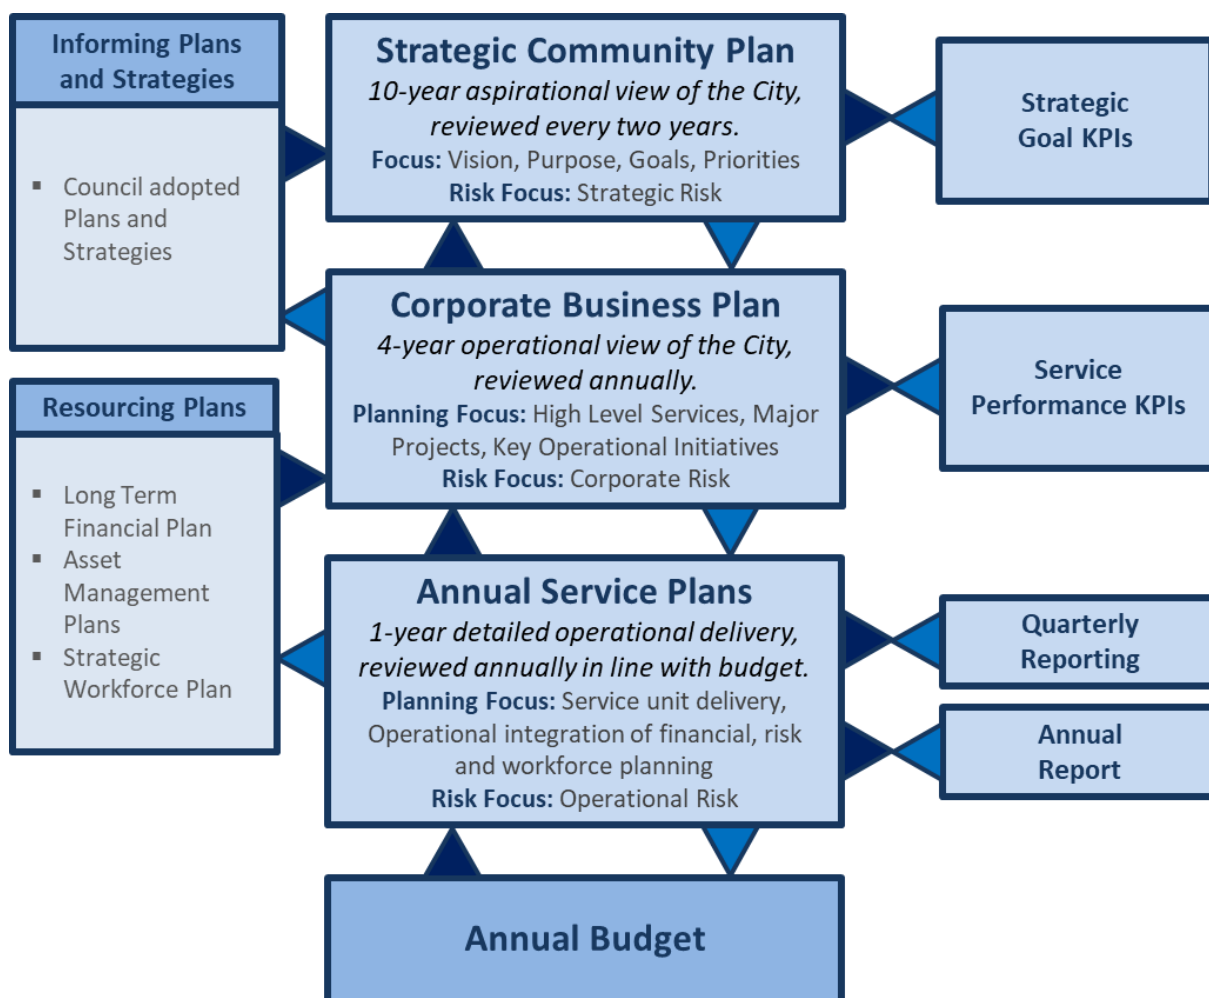 Informing Plans
and Strategies
▪ Council adopted
Plans and
Strategies
Resourcing Plans
▪ Long Term
Financial Plan
▪ Asset
Management
Plans
▪ Strategic
Workforce Plan
Strategic Community Plan
10-year aspirational view of the City,
reviewed every two years.
Focus: Vision, Purpose, Goals, Priorities
Risk Focus: Strategic Risk
Corporate Business Plan
4-year operational view of the City,
reviewed annually.
Planning Focus: High Level Services, Major
Projects, Key Operational Initiatives
Risk Focus: Corporate Risk
Annual Service Plans
1-year detailed operational delivery,
reviewed annually in line with budget.
Planning Focus: Service unit delivery,
Operational integration of financial, risk
and workforce planning
Risk Focus: Operational Risk
Annual Budget
Strategic
Goal KPIs
Service
Performance KPIs
Quarterly
Reporting
Annual
Report